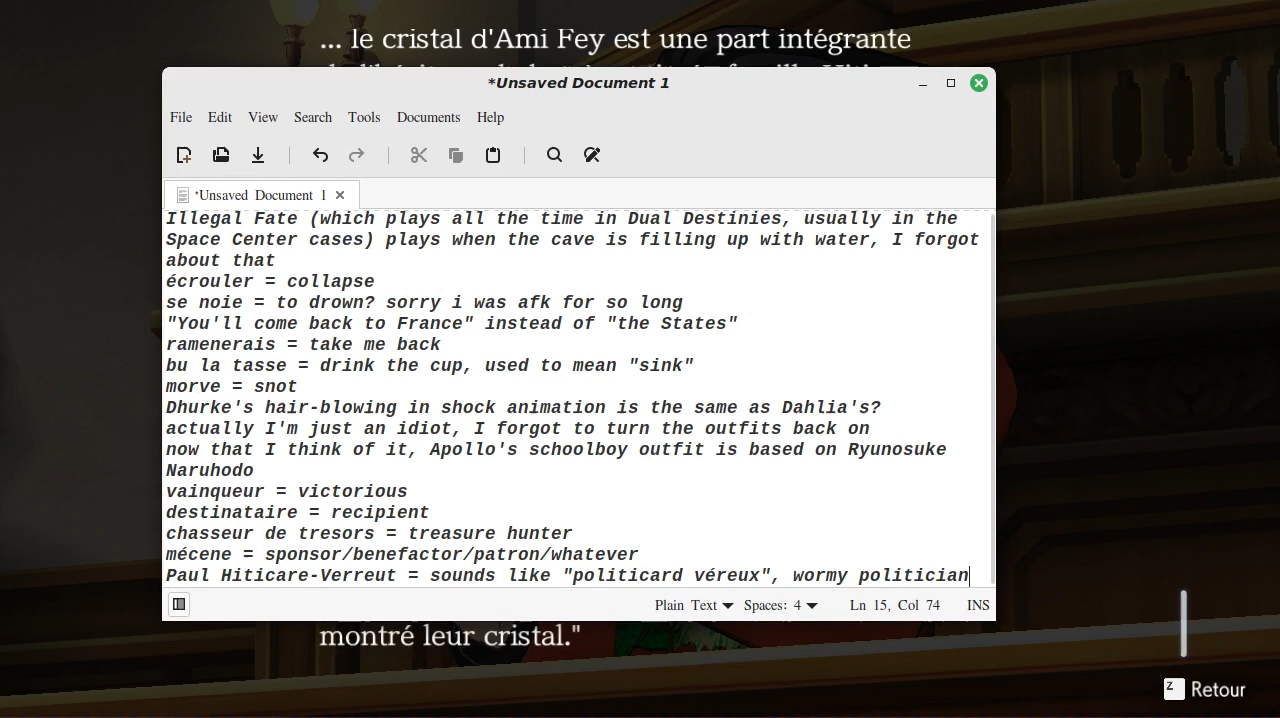 ... le cristal d'Ami Fey est une part intégrante
*Unsaved Document 1
File Edit View Search Tools Documents Help
*Unsaved Document 1
Illegal Fate (which plays all the time in Dual Destinies, usually in the
Space Center cases) plays when the cave is filling up with water, I forgot
about that
écrouler = collapse
se noie = to drown? sorry i was afk for so long
"You'll come back to France" instead of "the States"
ramenerais = take me back
bu la tasse = drink the cup, used to mean "sink"
morve = snot
Dhurke's hair-blowing in shock animation is the same as Dahlia's?
actually I'm just an idiot, I forgot to turn the outfits back on
now that I think of it, Apollo's schoolboy outfit is based on Ryunosuke
Naruhodo
vainqueur = victorious
destinataire = recipient
chasseur de tresors = treasure hunter
mécene = sponsor/benefactor/patron/whatever
Paul Hiticare-Verreut = sounds like "politicard véreux", wormy politician
Plain Text Spaces: 4 Ln 15, Col 74 INS
montré leur cristal."
Z Retour